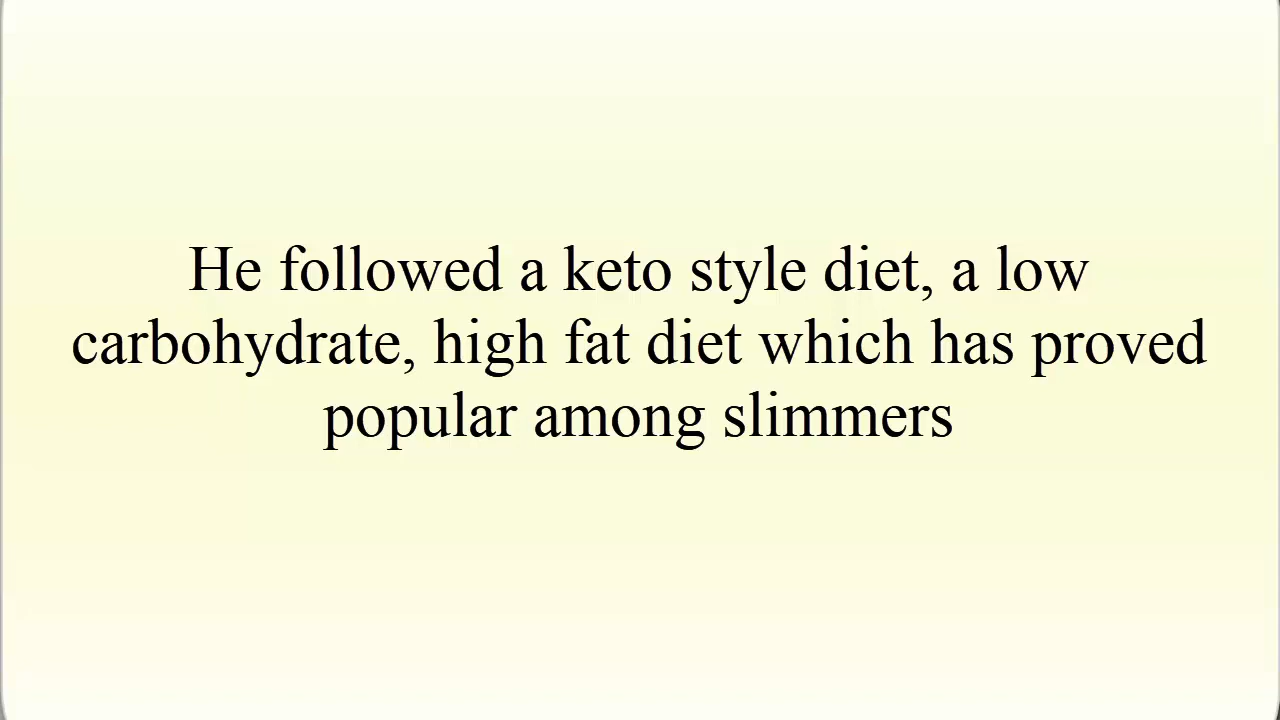 He followed a keto style diet, a low
carbohydrate, high fat diet which has proved
popular among slimmers